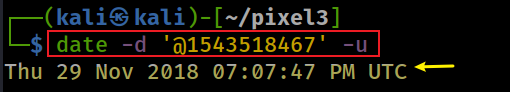 ┌──(kali㉿kali)-[~/pixel3]
└─$ date -d '@1543518467' -u
Thu 29 Nov 2018 07:07:47 PM UTC